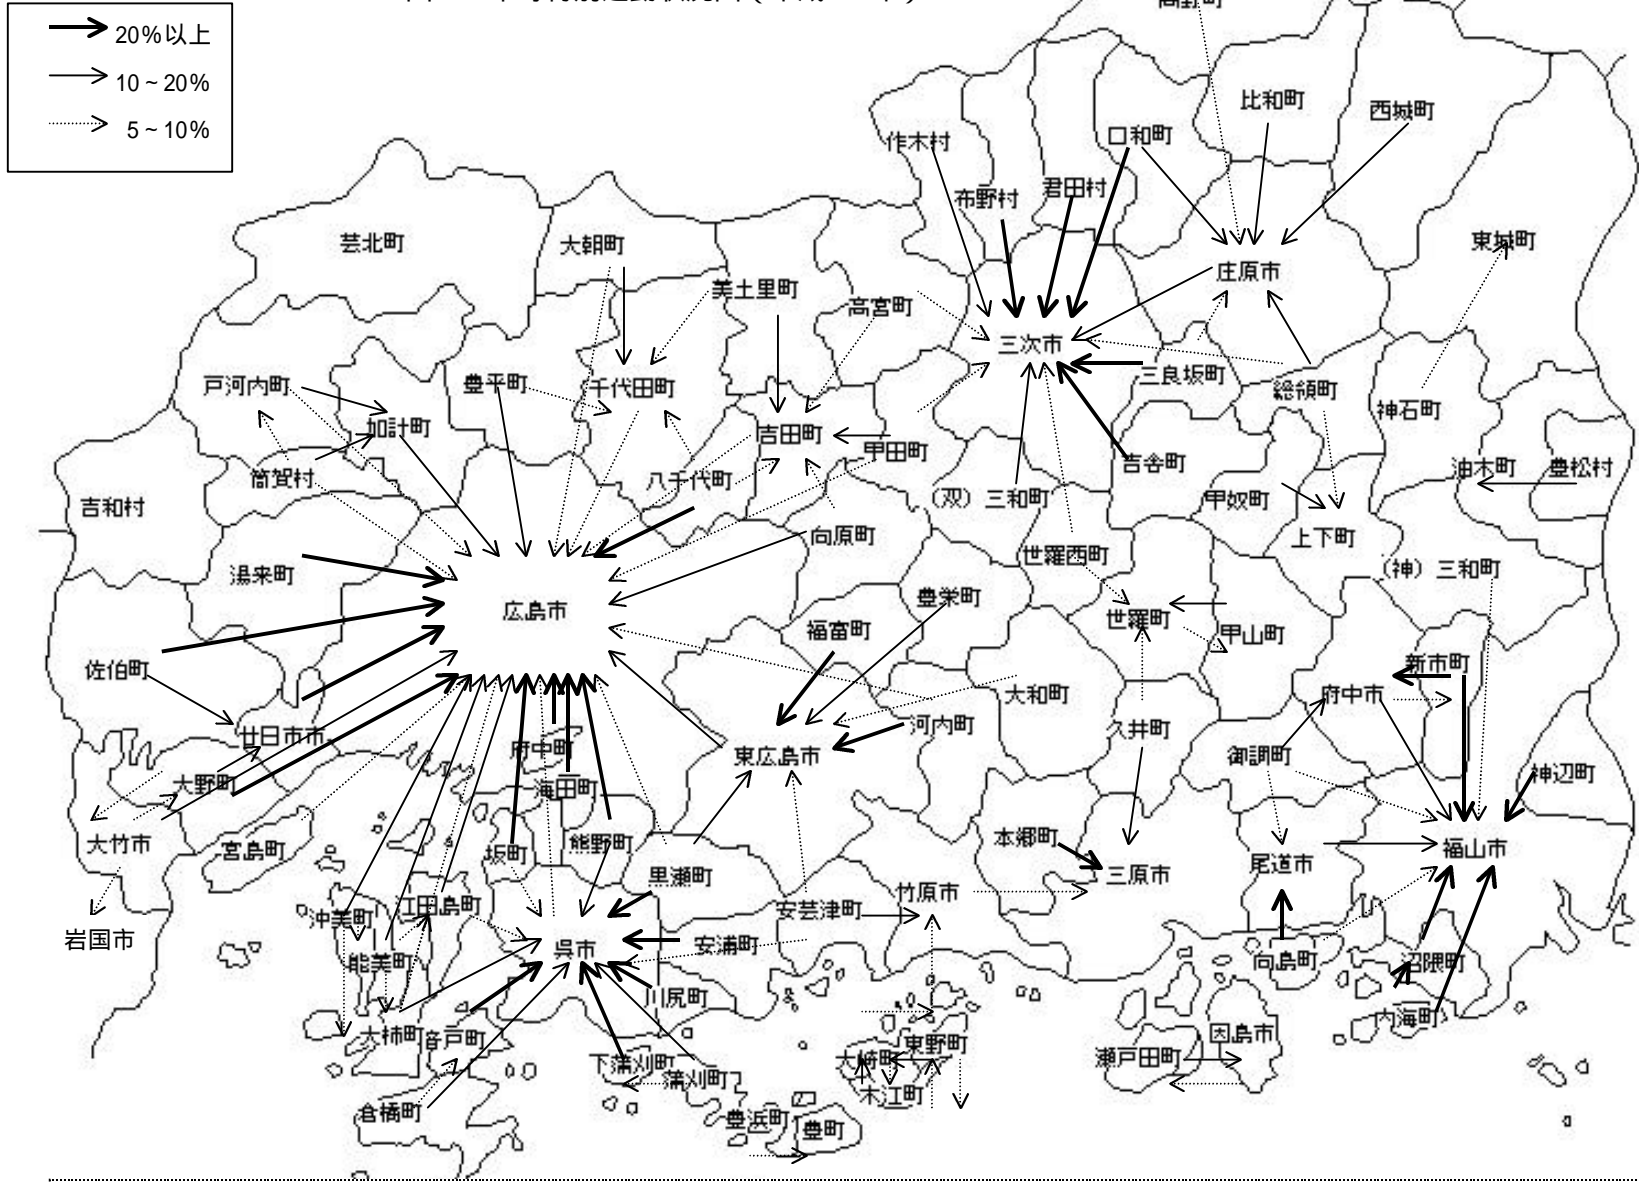 20%以上
10～20%
5～10%
高野町
比和町
西城町
作木村
口和町
布野村
君田村
芸北町
大朝町
東城町
庄原市
美土里町
高宮町
三次市
戸河内町
豊平町
千代田町
三良坂町
総領町
神石町
加計町
吉田町
甲田町
吉舎町
油木町
豊松村
筒賀村
八千代町
吉和村
（双）三和町
甲奴町
向原町
上下町
世羅西町
湯来町
（神）三和町
豊栄町
広島市
福富町
世羅町
甲山町
佐伯町
新市町
大和町
府中市
河内町
久井町
廿日市市
府中町
東広島市
御調町
大野町
海田町
神辺町
大竹市
宮島町
坂町
熊野町
本郷町
福山市
尾道市
黒瀬町
三原市
竹原市
江田島町
沖美町
安芸津町
岩国市
呉市
安浦町
能美町
向島町
沼隈町
川尻町
内海町
大柿町
音戸町
因島市
東野町
下蒲刈町
大崎町
瀬戸田町
蒲刈町
木江町
倉橋町
豊浜町
豊町